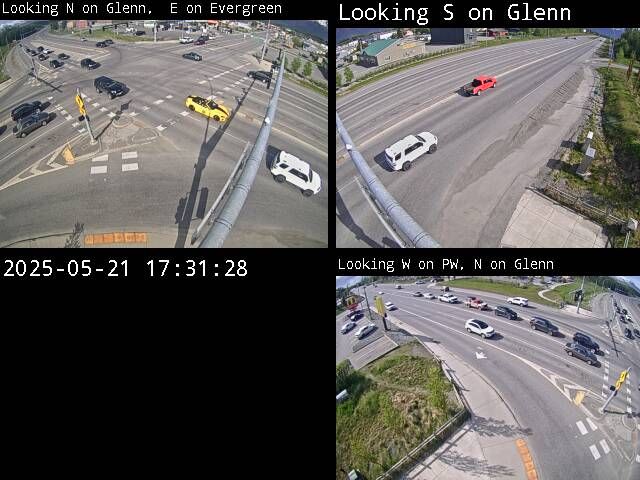 Looking N on Glenn,  E on Evergreen
Looking S on Glenn
2025-05-21 17:31:28
Looking W on PW, N on Glenn